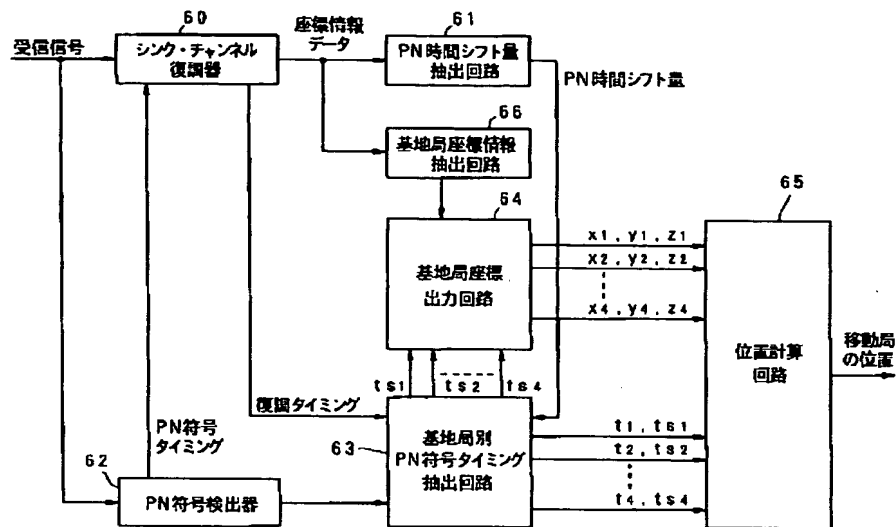 受信信号
60
シンク・チャンネル
復調器
座標情報
データ
61
PN時間シフト量
抽出回路
PN時間シフト量
66
基地局座標情報
抽出回路
64
基地局座標
出力回路
x1, y1, z1
x2, y2, z2
x4, y4, z4
65
位置計算
回路
移動局
の位置
ts1
ts2
ts4
復調タイミング
PN符号
タイミング
62
PN符号検出器
63
基地局別
PN符号タイミング
抽出回路
t1, ts1
t2, ts2
t4, ts4